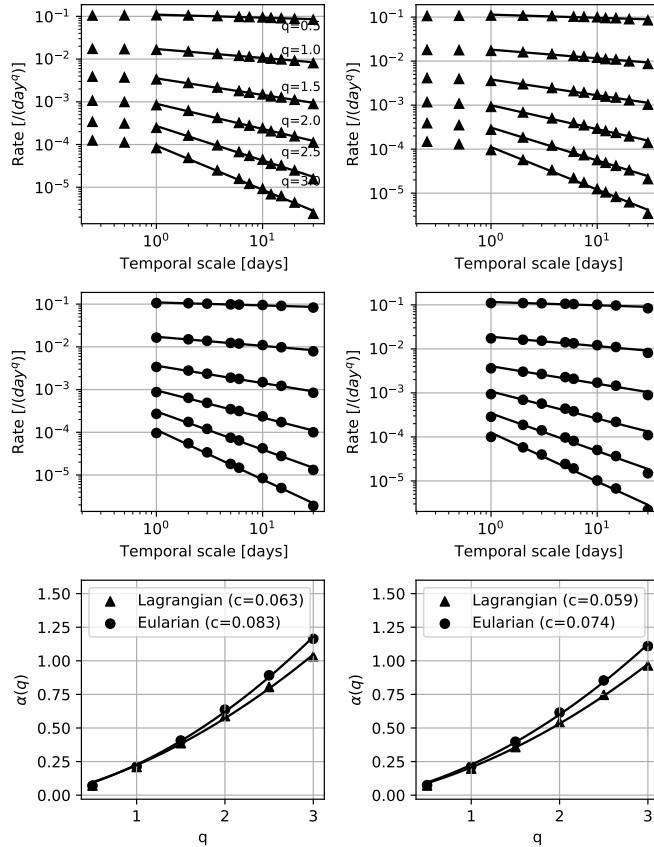 10⁻¹
10⁻²
10⁻³
10⁻⁴
10⁻⁵
Rate [/(day^q)]
q=0.5
q=1.0
q=1.5
q=2.0
q=2.5
q=3.0
10⁰
10¹
Temporal scale [days]
10⁻¹
10⁻²
10⁻³
10⁻⁴
10⁻⁵
Rate [/(day^q)]
10⁰
10¹
Temporal scale [days]
10⁻¹
10⁻²
10⁻³
10⁻⁴
10⁻⁵
Rate [/(day^q)]
10⁰
10¹
Temporal scale [days]
10⁻¹
10⁻²
10⁻³
10⁻⁴
10⁻⁵
Rate [/(day^q)]
10⁰
10¹
Temporal scale [days]
1.50
1.25
1.00
0.75
0.50
0.25
0.00
α(q)
Lagrangian (c=0.063)
Eularian (c=0.083)
1
2
3
q
1.50
1.25
1.00
0.75
0.50
0.25
0.00
α(q)
Lagrangian (c=0.059)
Eularian (c=0.074)
1
2
3
q